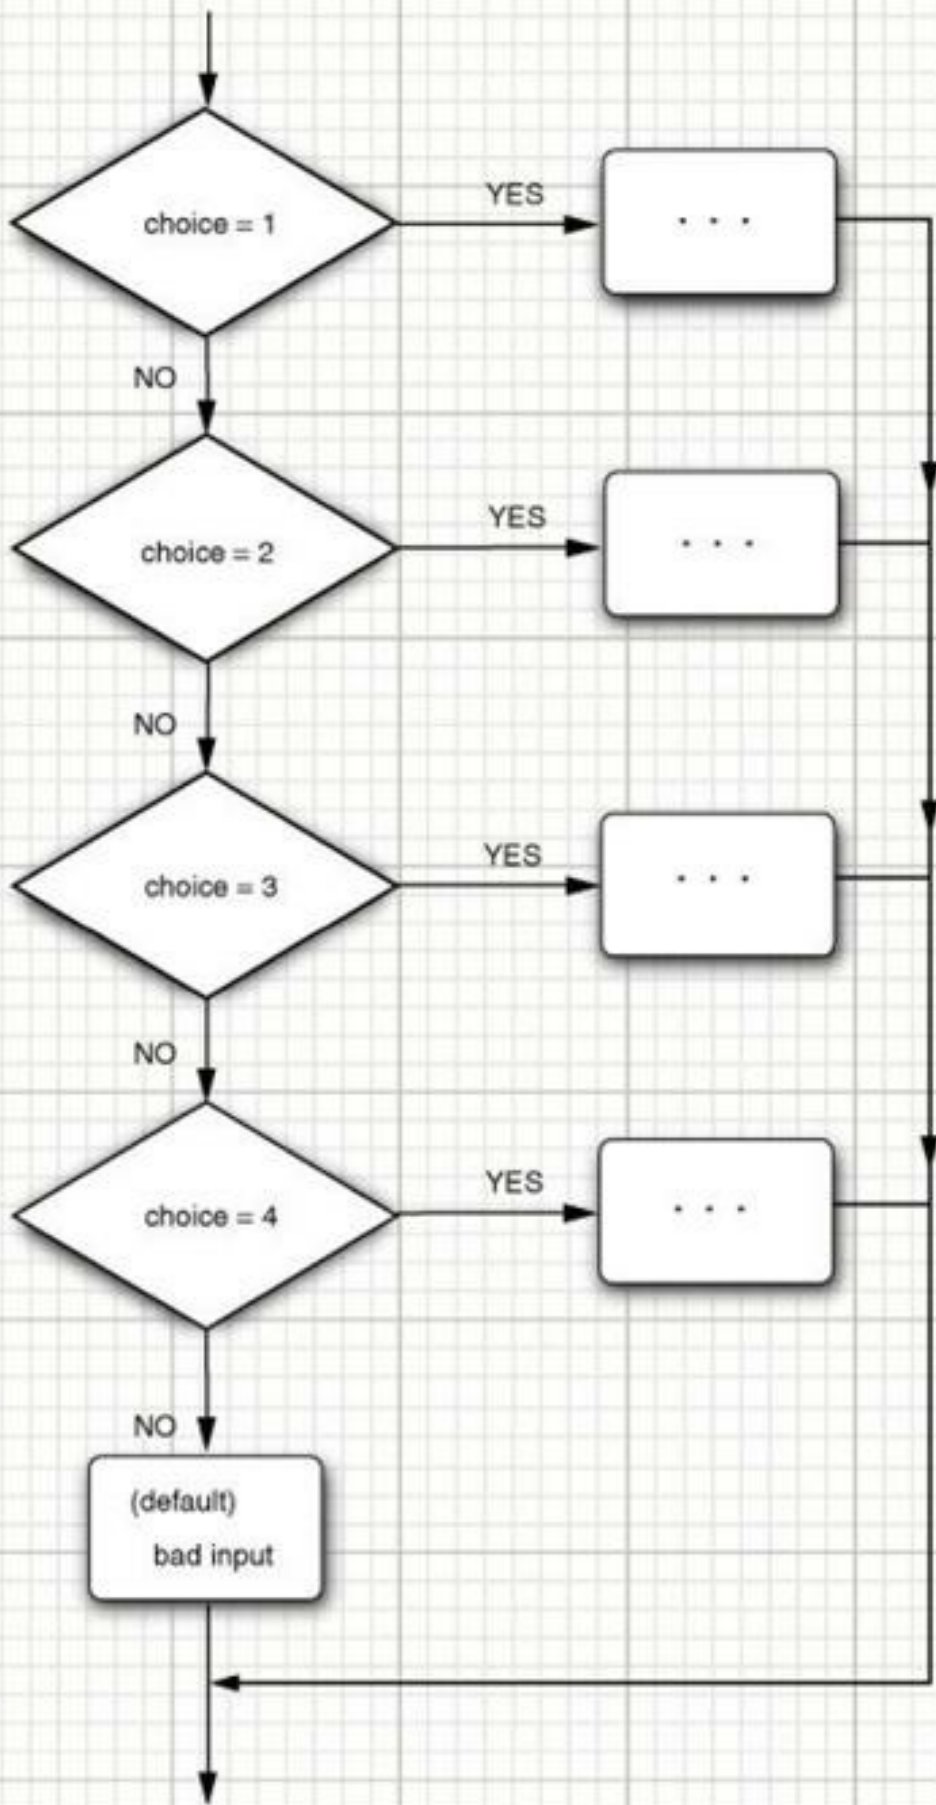 choice = 1
YES
. . .
NO
choice = 2
YES
. . .
NO
choice = 3
YES
. . .
NO
choice = 4
YES
. . .
NO
(default)
bad input